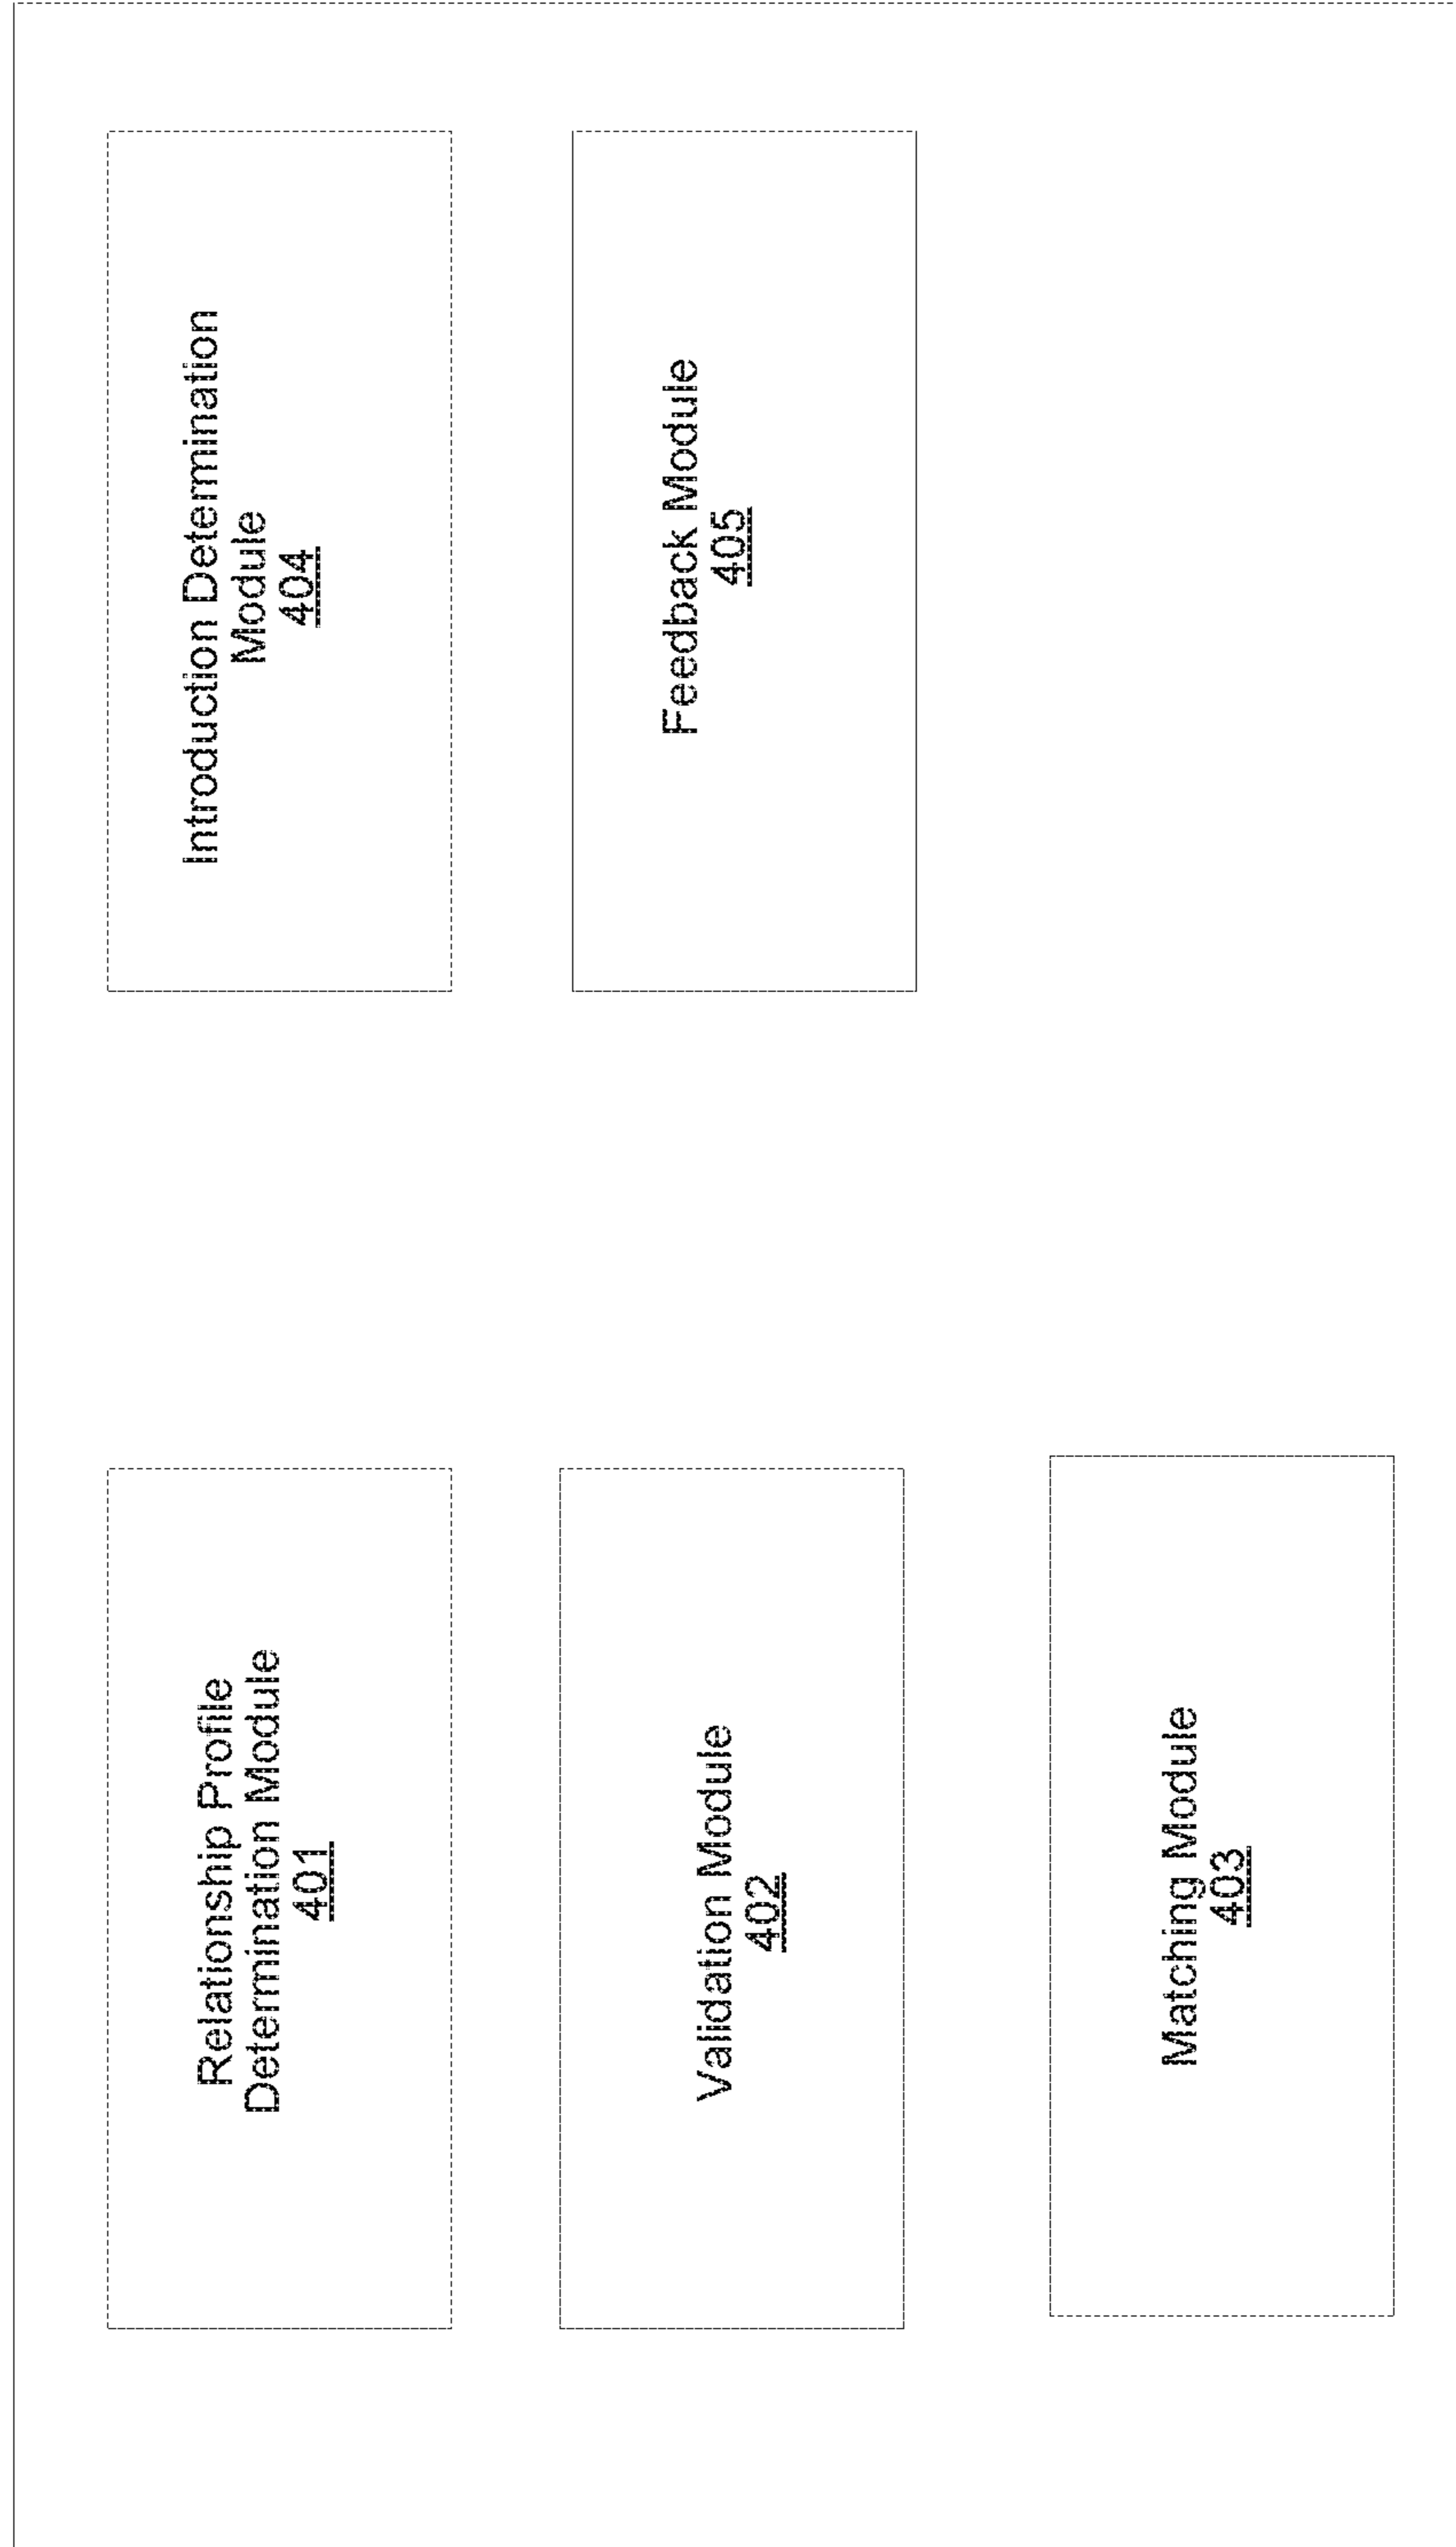 Relationship Profile
Determination Module
401
Validation Module
402
Matching Module
403
Introduction Determination
Module
404
Feedback Module
405